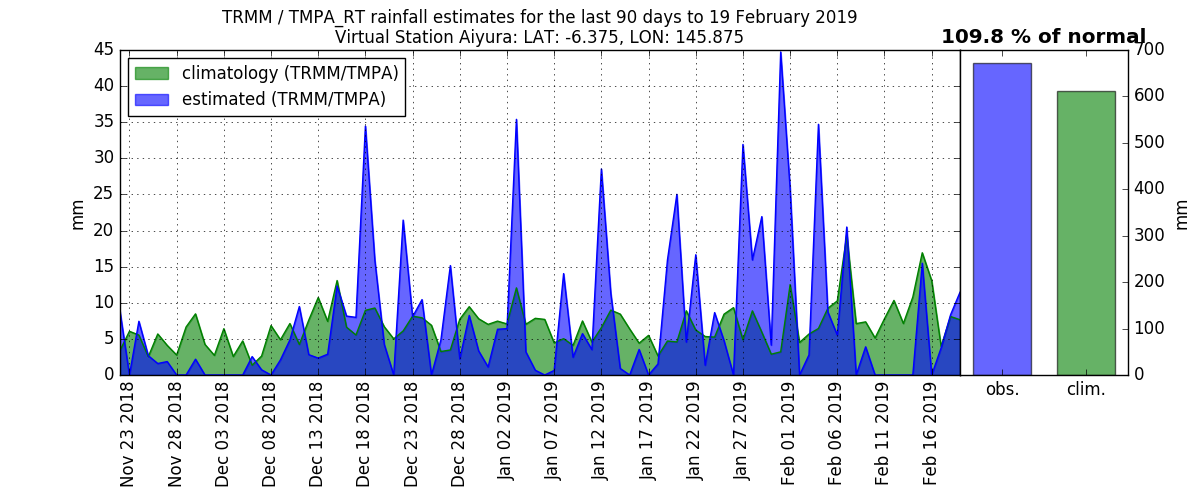 TRMM / TMPA_RT rainfall estimates for the last 90 days to 19 February 2019
Virtual Station Aiyura: LAT: -6.375, LON: 145.875
109.8 % of normal
climatology (TRMM/TMPA)
estimated (TRMM/TMPA)
mm
45
40
35
30
25
20
15
10
5
0
Nov 23 2018
Nov 28 2018
Dec 03 2018
Dec 08 2018
Dec 13 2018
Dec 18 2018
Dec 23 2018
Dec 28 2018
Jan 02 2019
Jan 07 2019
Jan 12 2019
Jan 17 2019
Jan 22 2019
Jan 27 2019
Feb 01 2019
Feb 06 2019
Feb 11 2019
Feb 16 2019
obs.
clim.
700
600
500
400
300
200
100
0
mm